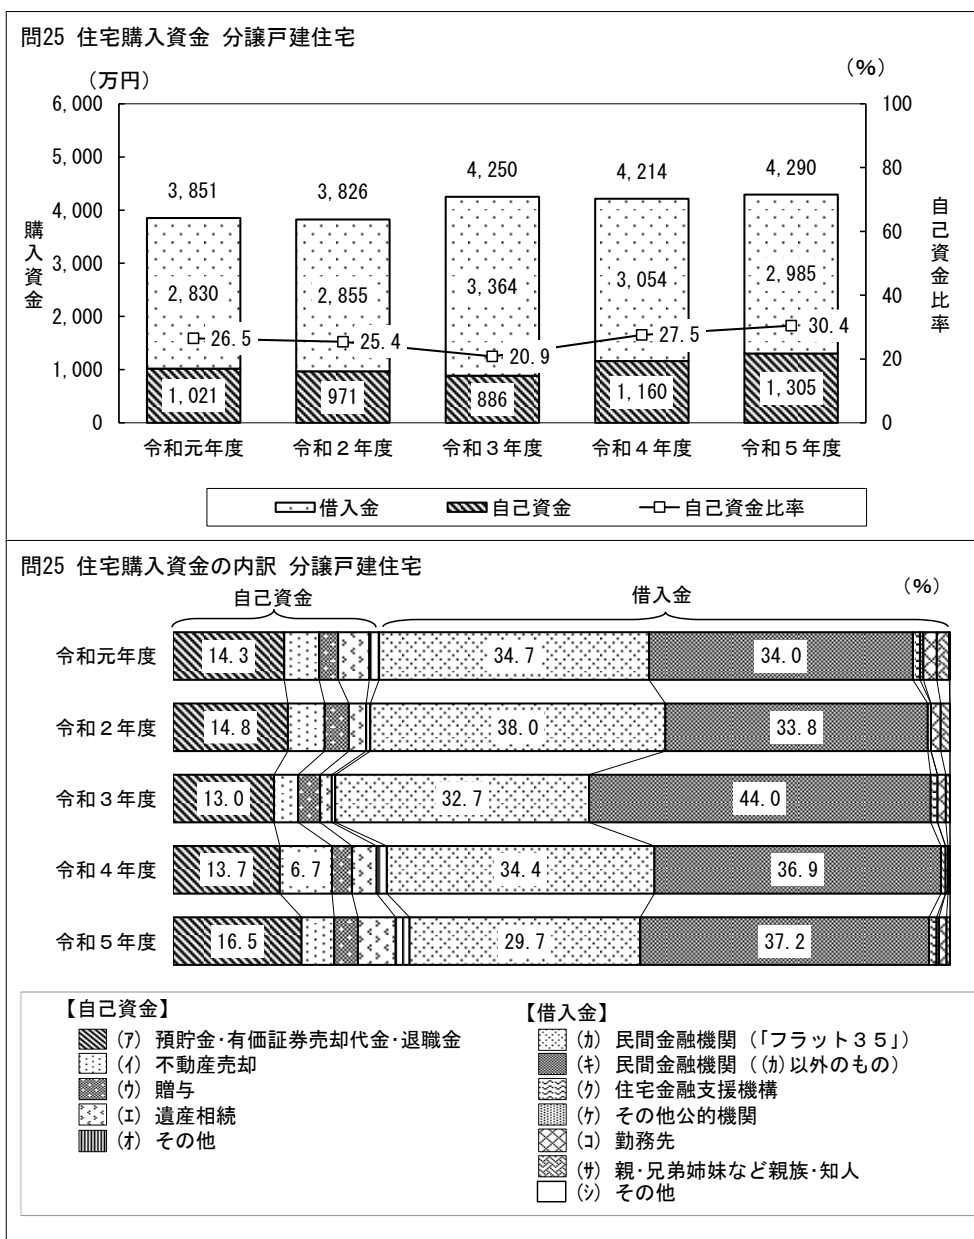 問25 住宅購入資金 分譲戸建住宅
（万円）
（%）
6,000
5,000
4,000
3,000
2,000
1,000
0
購入資金
100
80
60
40
20
0
自己資金比率
3,851 3,826 4,250 4,214 4,290
2,830 2,855 3,364 3,054 2,985
26.5 25.4 20.9 27.5 30.4
1,021 971 886 1,160 1,305
令和元年度 令和２年度 令和３年度 令和４年度 令和５年度
借入金 自己資金 自己資金比率
問25 住宅購入資金の内訳 分譲戸建住宅
（%）
自己資金 借入金
令和元年度 14.3 34.7 34.0
令和２年度 14.8 38.0 33.8
令和３年度 13.0 32.7 44.0
令和４年度 13.7 6.7 34.4 36.9
令和５年度 16.5 29.7 37.2
【自己資金】
(ｱ) 預貯金･有価証券売却代金･退職金
(ｲ) 不動産売却
(ｳ) 贈与
(ｴ) 遺産相続
(ｵ) その他
【借入金】
(ｶ) 民間金融機関（「フラット３５」）
(ｷ) 民間金融機関（(ｶ)以外のもの）
(ｸ) 住宅金融支援機構
(ｹ) その他公的機関
(ｺ) 勤務先
(ｻ) 親･兄弟姉妹など親族･知人
(ｼ) その他